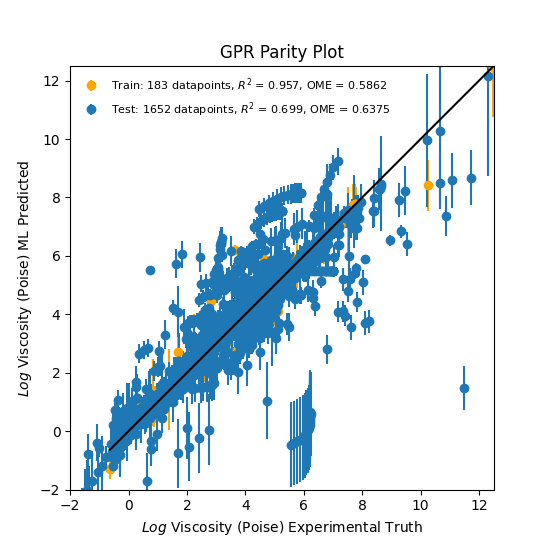 GPR Parity Plot
Train: 183 datapoints, R² = 0.957, OME = 0.5862
Test: 1652 datapoints, R² = 0.699, OME = 0.6375
Log Viscosity (Poise) ML Predicted
12
10
8
6
4
2
0
−2
−2 0 2 4 6 8 10 12
Log Viscosity (Poise) Experimental Truth